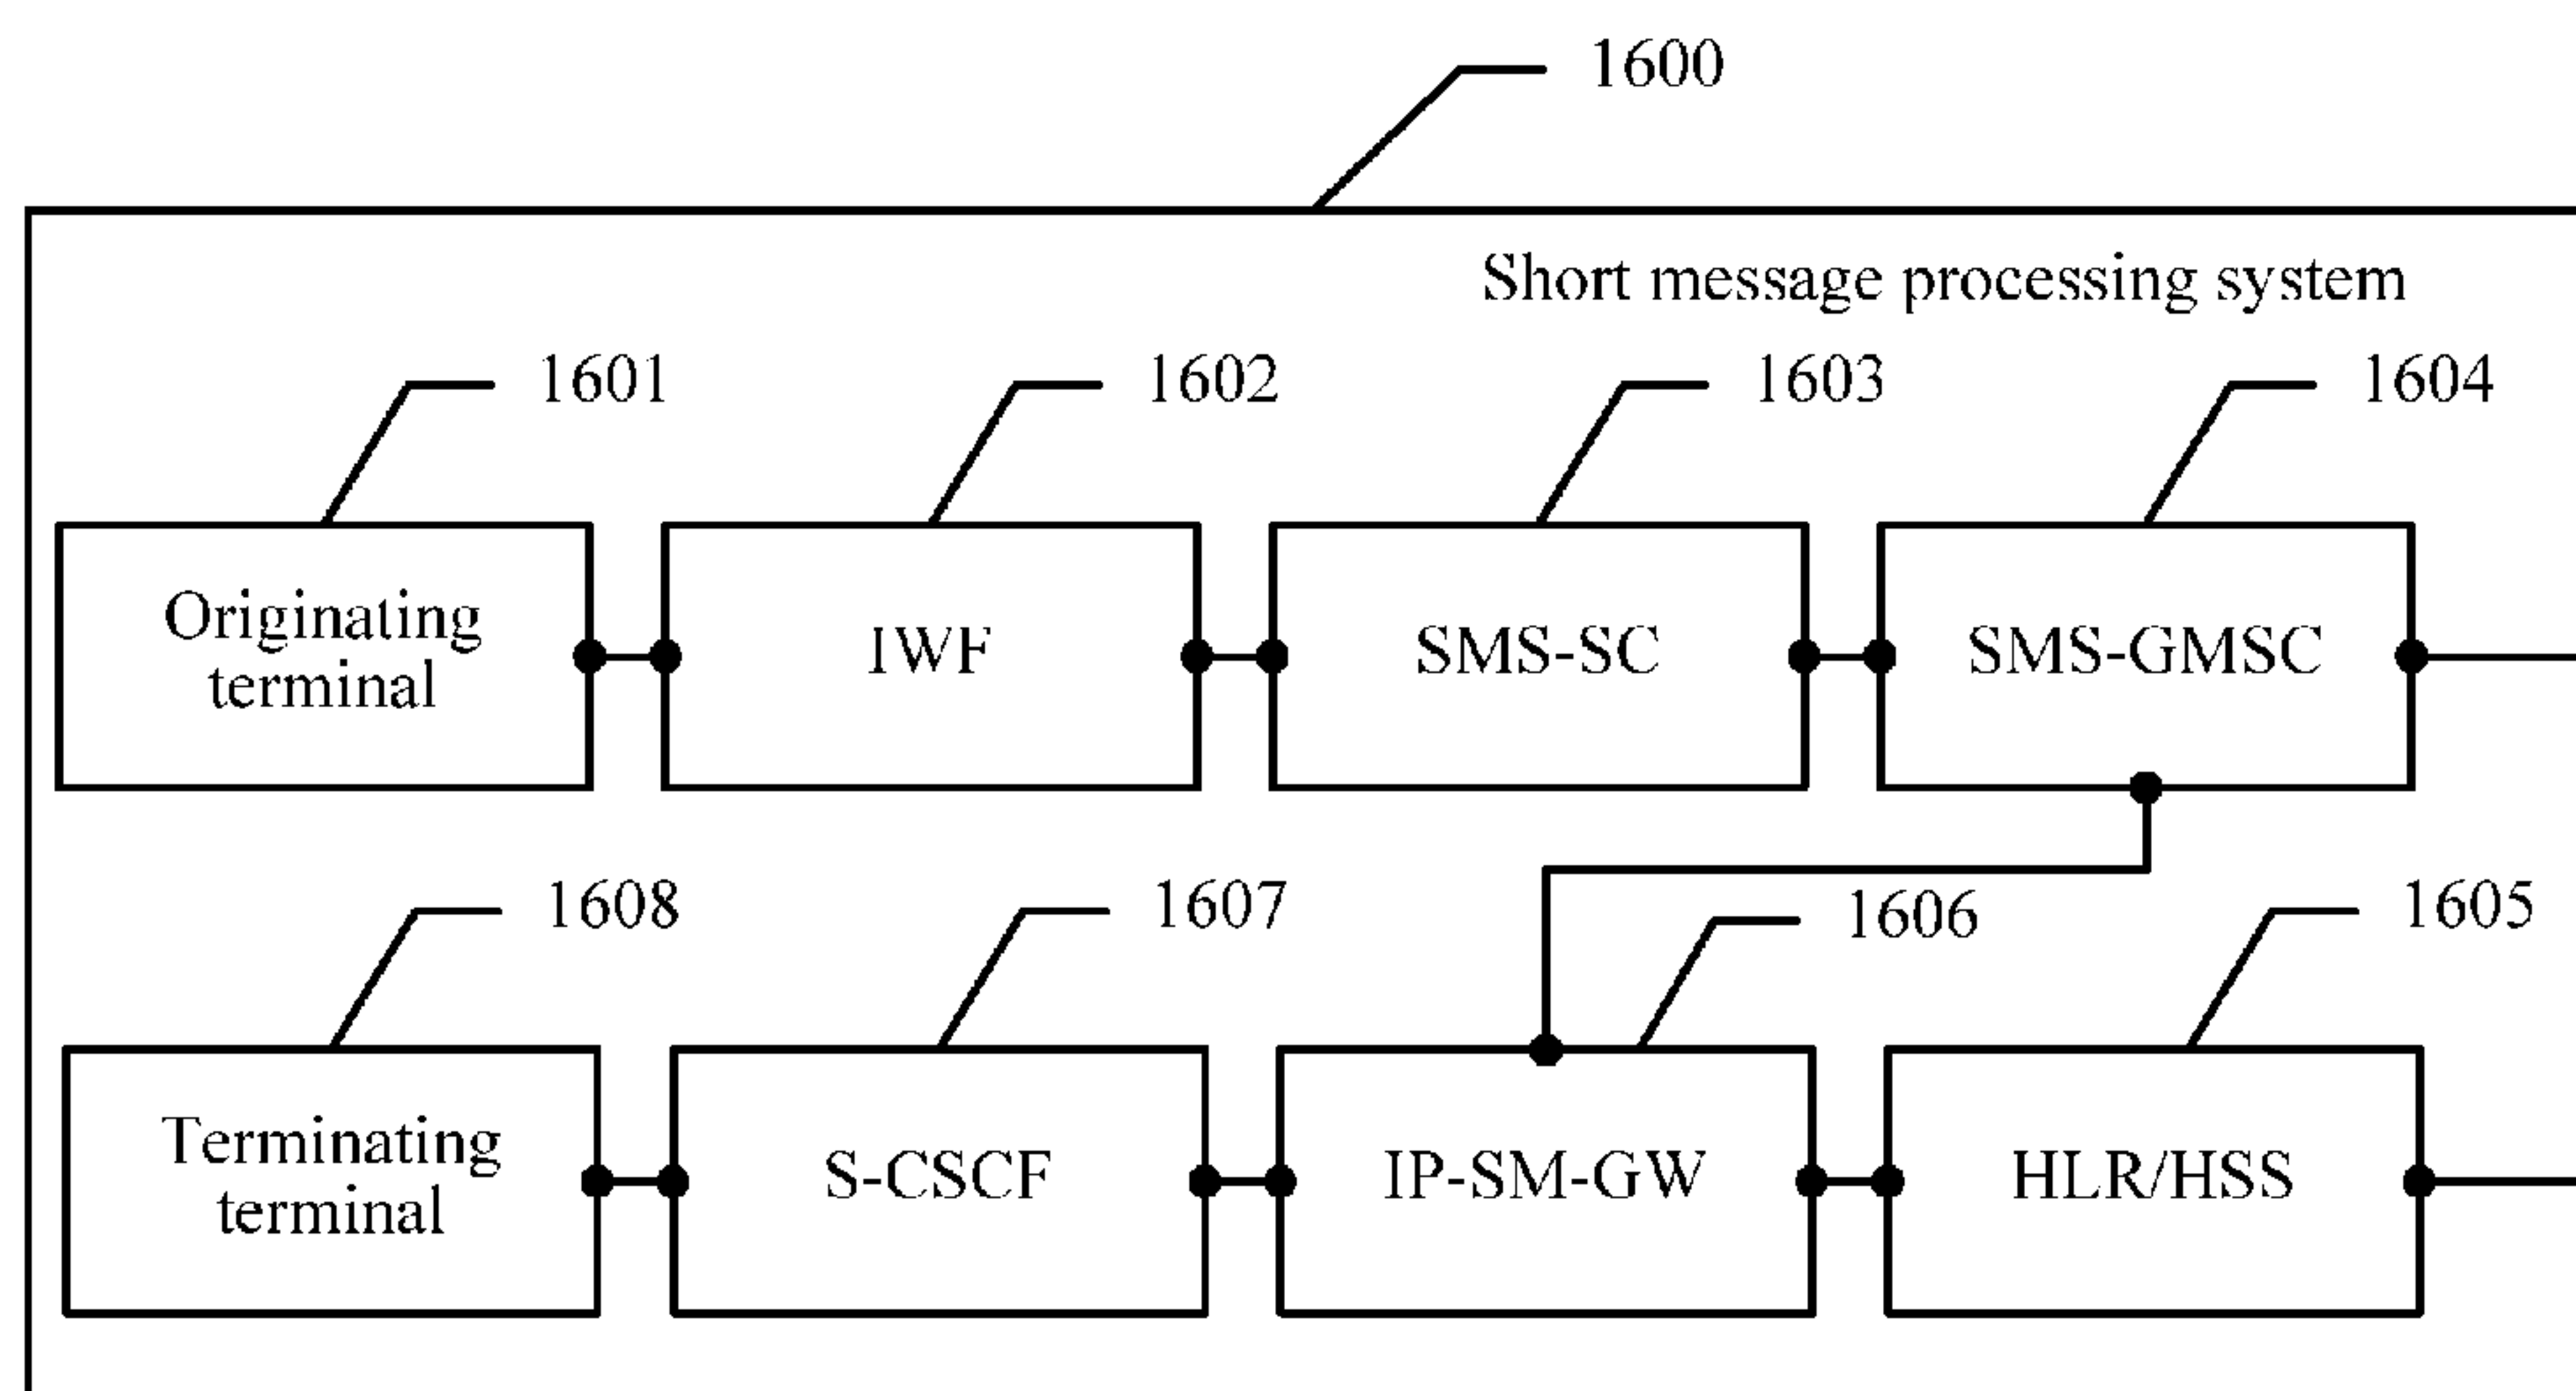 1600
Short message processing system
1601
1602
1603
1604
Originating
terminal
IWF
SMS-SC
SMS-GMSC
1608
1607
1606
1605
Terminating
terminal
S-CSCF
IP-SM-GW
HLR/HSS